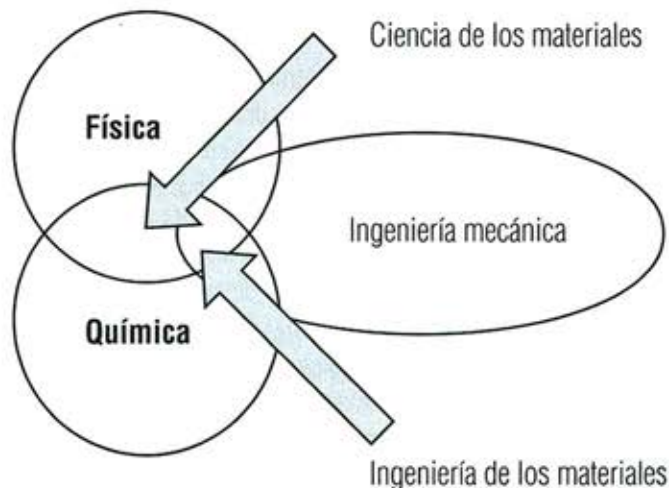 Ciencia de los materiales
Física
Ingeniería mecánica
Química
Ingeniería de los materiales